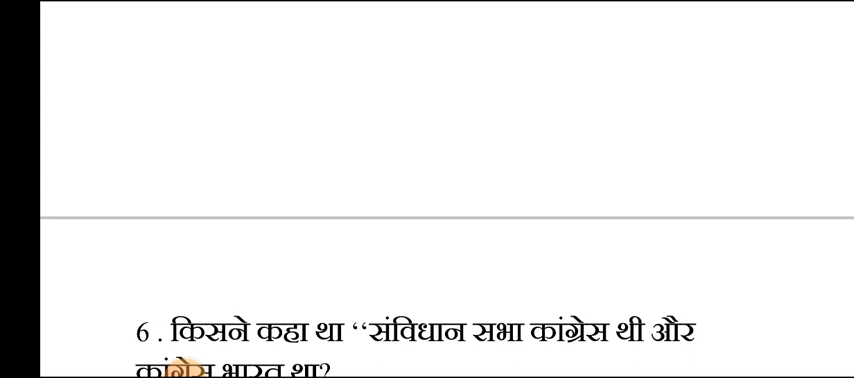 6 . किसने कहा था ‘‘संविधान सभा कांग्रेस थी और
कांग्रेस भारत था?